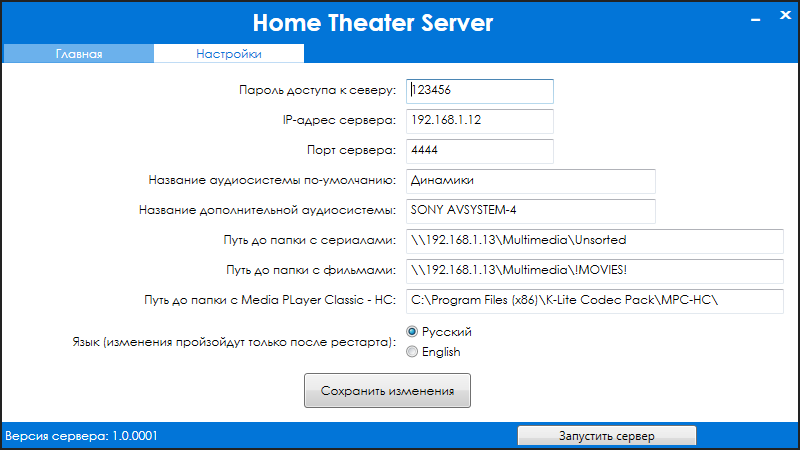 Home Theater Server
Главная Настройки
Пароль доступа к северу: 123456
IP-адрес сервера: 192.168.1.12
Порт сервера: 4444
Название аудиосистемы по-умолчанию: Динамики
Название дополнительной аудиосистемы: SONY AVSYSTEM-4
Путь до папки с сериалами: \\192.168.1.13\Multimedia\Unsorted
Путь до папки с фильмами: \\192.168.1.13\Multimedia\!MOVIES!
Путь до папки с Media PLayer Classic - HC: C:\Program Files (x86)\K-Lite Codec Pack\MPC-HC\
Язык (изменения пройзойдут только после рестарта): Русский
English
Сохранить изменения
Версия сервера: 1.0.0001 Запустить сервер